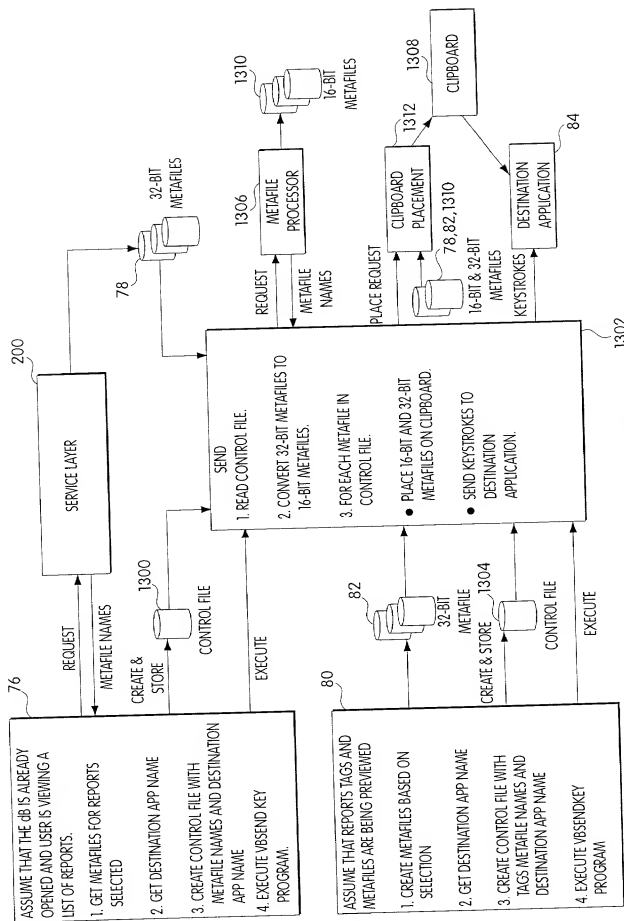 76
ASSUME THAT THE dB IS ALREADY
OPENED AND USER IS VIEWING A
LIST OF REPORTS.
1. GET METAFILES FOR REPORTS
SELECTED
2. GET DESTINATION APP NAME
3. CREATE CONTROL FILE WITH
METAFILE NAMES AND DESTINATION
APP NAME
4. EXECUTE VBSEND KEY
PROGRAM.
REQUEST
METAFILE NAMES
200
SERVICE LAYER
78
32-BIT
METAFILES
CREATE &
STORE
1300
CONTROL FILE
EXECUTE
80
ASSUME THAT REPORTS TAGS AND
METAFILES ARE BEING PREVIEWED
1. CREATE METAFILES BASED ON
SELECTION
2. GET DESTINATION APP NAME
3. CREATE CONTROL FILE WITH
TAGS METAFILE NAMES AND
DESTINATION APP NAME
4. EXECUTE VBSENDKEY
PROGRAM
82
32-BIT
METAFILE
CREATE & STORE
1304
CONTROL FILE
EXECUTE
SEND
1. READ CONTROL FILE.
2. CONVERT 32-BIT METAFILES TO
16-BIT METAFILES.
3. FOR EACH METAFILE IN
CONTROL FILE.
● PLACE 16-BIT AND 32-BIT
METAFILES ON CLIPBOARD.
● SEND KEYSTROKES TO
DESTINATION
APPLICATION.
1302
REQUEST
METAFILE
NAMES
1306
METAFILE
PROCESSOR
1310
16-BIT
METAFILES
PLACE REQUEST
78,82,1310
16-BIT & 32-BIT
METAFILES
1312
CLIPBOARD
PLACEMENT
1308
CLIPBOARD
KEYSTROKES
84
DESTINATION
APPLICATION